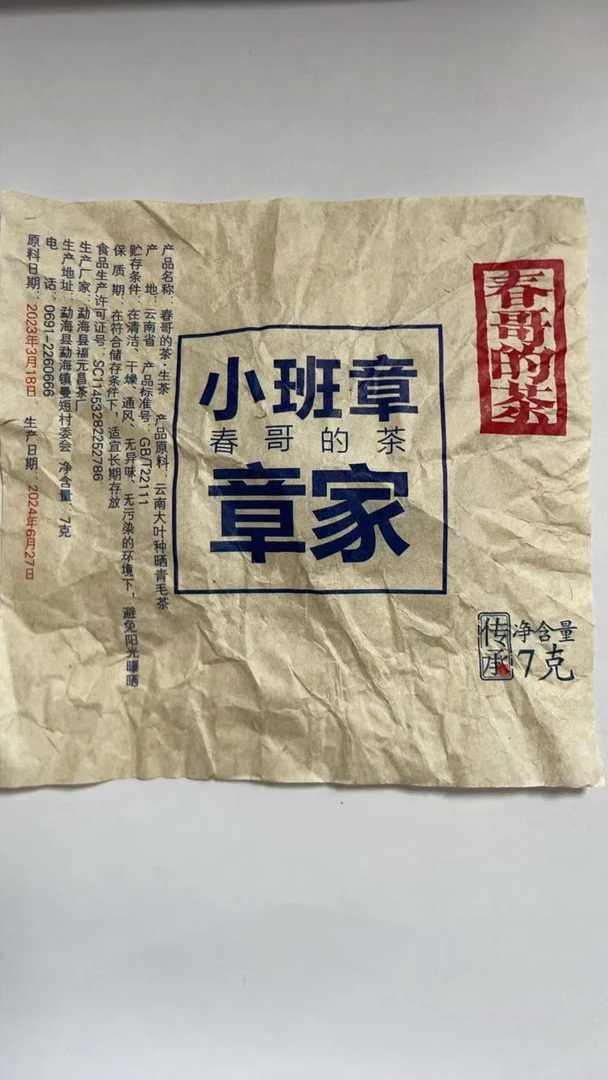 春哥的茶
小班章
春哥的茶
章家
传承
净含量
7克
产品名称：春哥的茶·生茶 产品原料：云南大叶种晒青毛茶
产 地：云南省 产品标准号：GB/T22111
贮存条件：在清洁、干燥、通风、无异味、无污染的环境下，避免阳光曝晒
保 质 期：在符合储存条件下，适宜长期存放
食品生产许可证号：SC11453282252786
生产厂家：勐海县福元昌茶厂
生产地址：勐海县勐海镇曼短村委会 净含量：7克
电 话：0691-2280666
原料日期：2023年3月18日 生产日期：2024年6月27日